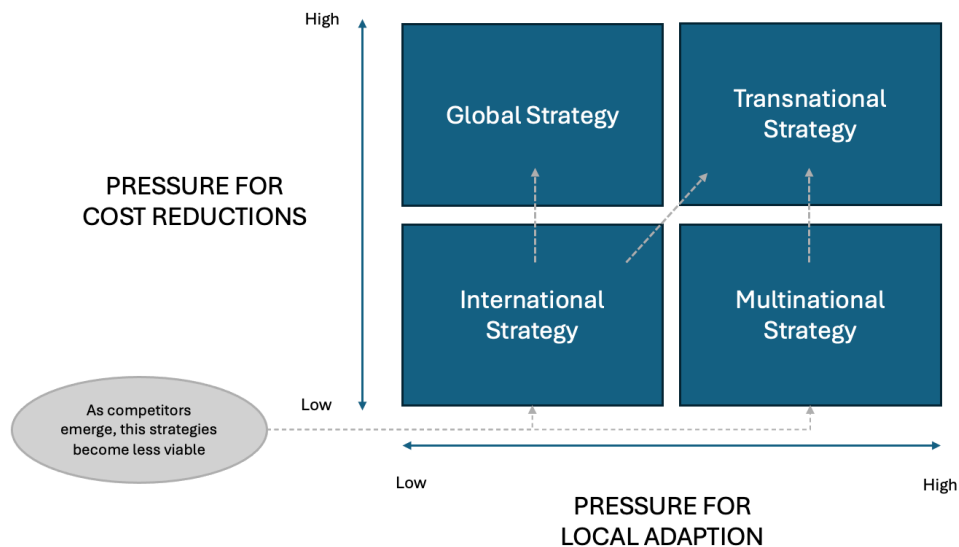 High
Global Strategy
Transnational
Strategy
PRESSURE FOR
COST REDUCTIONS
International
Strategy
Multinational
Strategy
Low
As competitors
emerge, this strategies
become less viable
Low
High
PRESSURE FOR
LOCAL ADAPTION